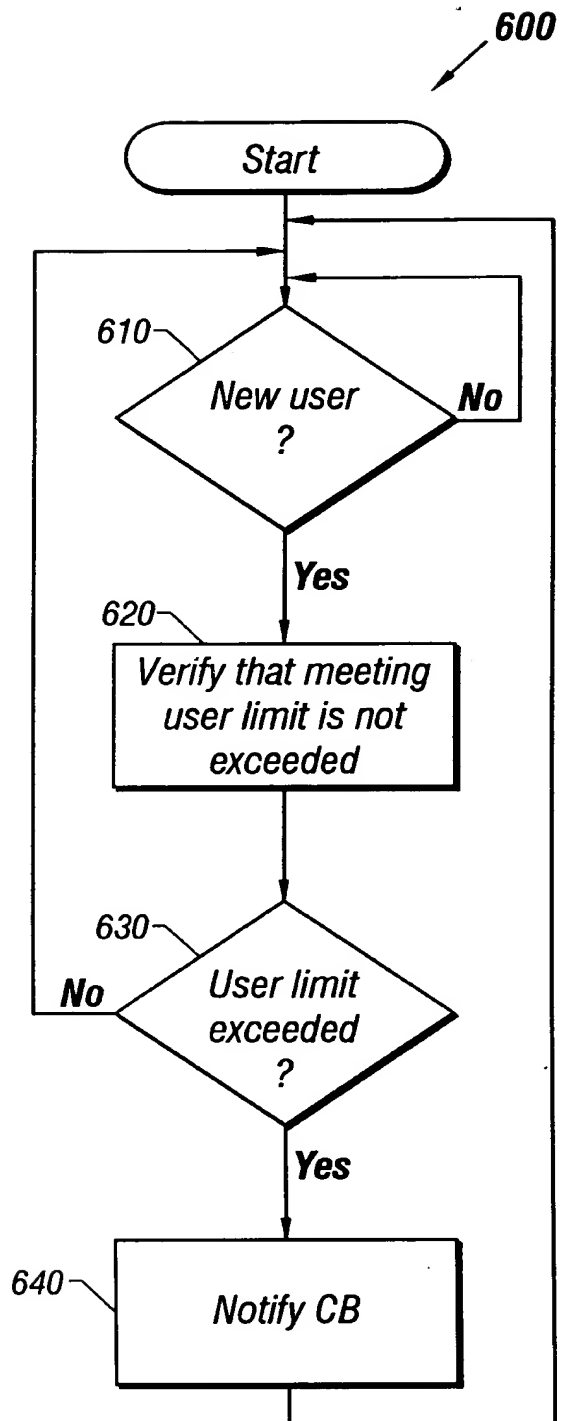 600
Start
610
New user
?
No
Yes
620
Verify that meeting
user limit is not
exceeded
630
No
User limit
exceeded
?
Yes
640
Notify CB